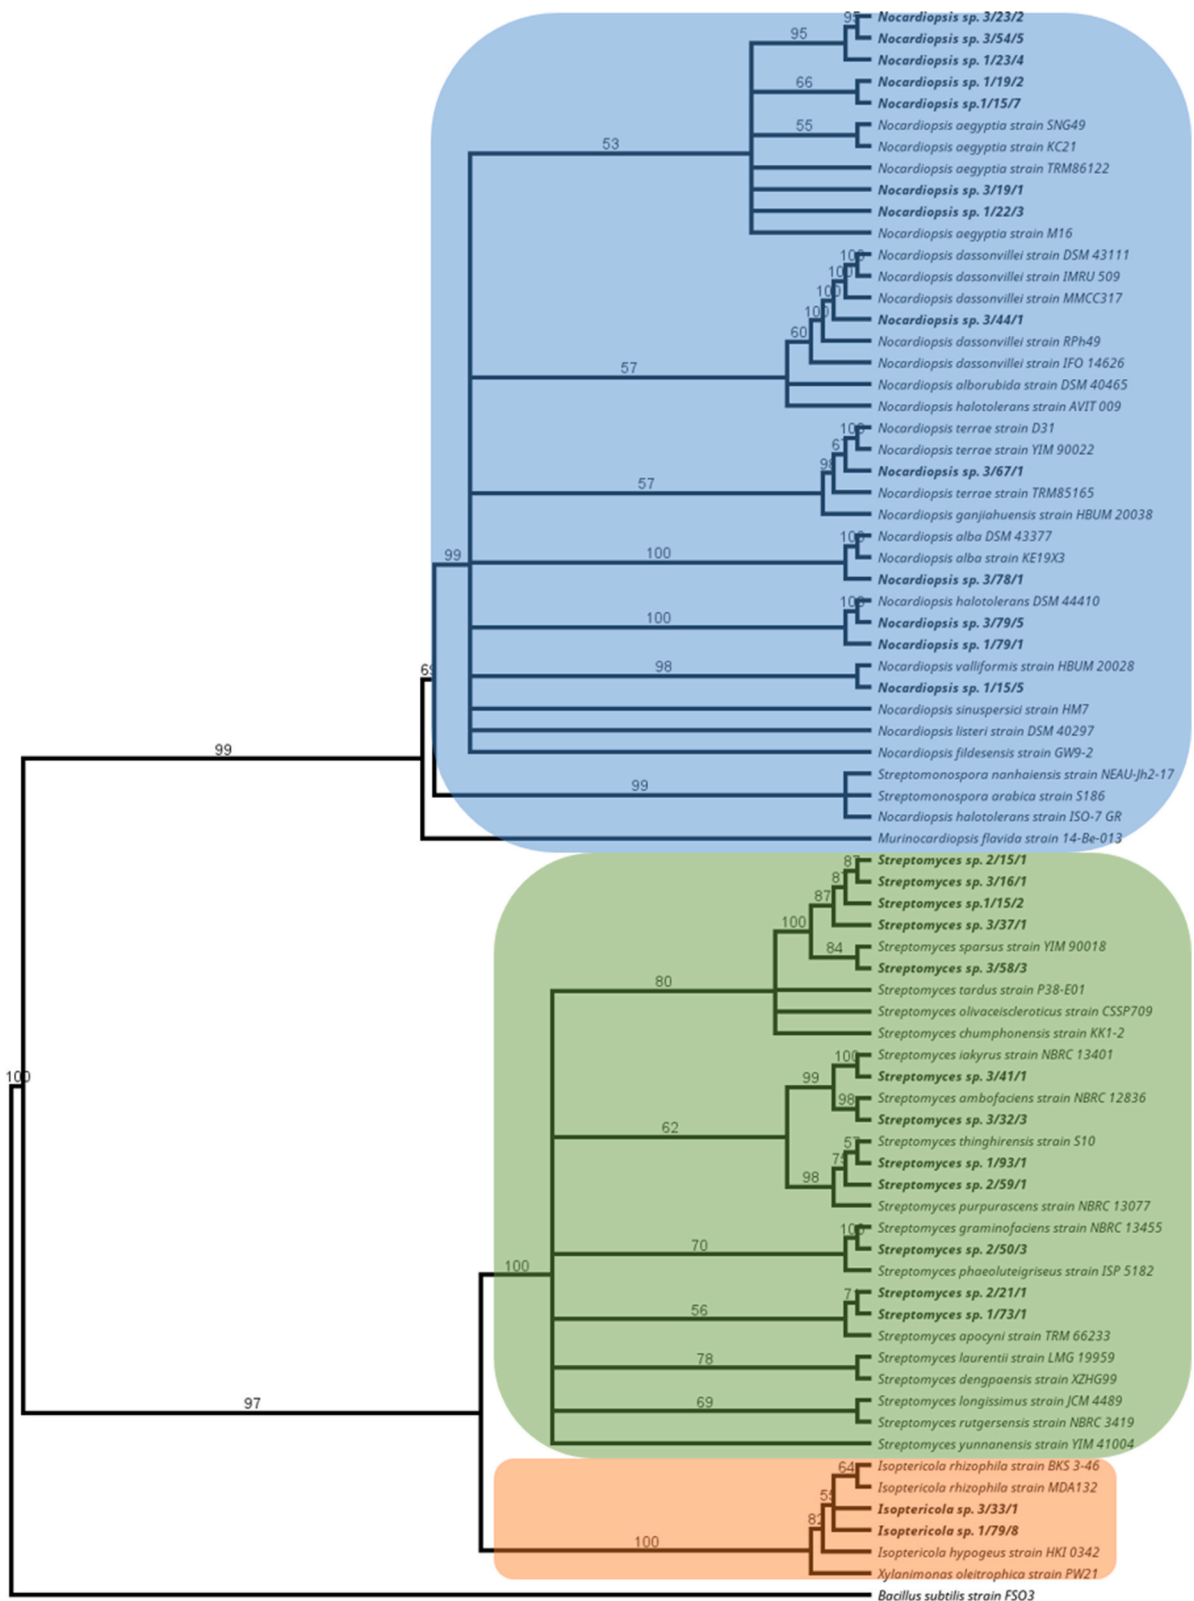 95 Nocardiopsis sp. 3/23/2
95 Nocardiopsis sp. 3/54/5
Nocardiopsis sp. 1/23/4
66 Nocardiopsis sp. 1/19/2
Nocardiopsis sp.1/15/7
55 Nocardiopsis aegyptia strain SNG49
Nocardiopsis aegyptia strain KC21
53 Nocardiopsis aegyptia strain TRM86122
Nocardiopsis sp. 3/19/1
Nocardiopsis sp. 1/22/3
Nocardiopsis aegyptia strain M16
100 Nocardiopsis dassonvillei strain DSM 43111
100 Nocardiopsis dassonvillei strain IMRU 509
100 Nocardiopsis dassonvillei strain MMCC317
100 Nocardiopsis sp. 3/44/1
60 Nocardiopsis dassonvillei strain RPh49
57 Nocardiopsis dassonvillei strain IFO 14626
Nocardiopsis alborubida strain DSM 40465
Nocardiopsis halotolerans strain AVIT 009
100 Nocardiopsis terrae strain D31
Nocardiopsis terrae strain YIM 90022
Nocardiopsis sp. 3/67/1
57 Nocardiopsis terrae strain TRM85165
Nocardiopsis ganjiahuensis strain HBUM 20038
100 Nocardiopsis alba DSM 43377
99 100 Nocardiopsis alba strain KE19X3
Nocardiopsis sp. 3/78/1
100 Nocardiopsis halotolerans DSM 44410
100 Nocardiopsis sp. 3/79/5
Nocardiopsis sp. 1/79/1
98 Nocardiopsis valliformis strain HBUM 20028
Nocardiopsis sp. 1/15/5
Nocardiopsis sinuspersici strain HM7
Nocardiopsis listeri strain DSM 40297
99 Nocardiopsis fildesensis strain GW9-2
Streptomonospora nanhaiensis strain NEAU-Jh2-17
99 Streptomonospora arabica strain S186
Nocardiopsis halotolerans strain ISO-7 GR
Murinocardiopsis flavida strain 14-Be-013
87 Streptomyces sp. 2/15/1
Streptomyces sp. 3/16/1
87 Streptomyces sp.1/15/2
100 Streptomyces sp. 3/37/1
84 Streptomyces sparsus strain YIM 90018
Streptomyces sp. 3/58/3
80 Streptomyces tardus strain P38-E01
Streptomyces olivaceiscleroticus strain CSSP709
Streptomyces chumphonensis strain KK1-2
100 Streptomyces iakyrus strain NBRC 13401
99 Streptomyces sp. 3/41/1
100 98 Streptomyces ambofaciens strain NBRC 12836
62 Streptomyces sp. 3/32/3
57 Streptomyces thinghirensis strain S10
Streptomyces sp. 1/93/1
98 Streptomyces sp. 2/59/1
Streptomyces purpurascens strain NBRC 13077
100 Streptomyces graminofaciens strain NBRC 13455
70 Streptomyces sp. 2/50/3
100 Streptomyces phaeoluteigriseus strain ISP 5182
Streptomyces sp. 2/21/1
56 Streptomyces sp. 1/73/1
Streptomyces apocyni strain TRM 66233
78 Streptomyces laurentii strain LMG 19959
Streptomyces dengpaensis strain XZHG99
97 69 Streptomyces longissimus strain JCM 4489
Streptomyces rutgersensis strain NBRC 3419
Streptomyces yunnanensis strain YIM 41004
64 Isoptericola rhizophila strain BKS 3-46
Isoptericola rhizophila strain MDA132
Isoptericola sp. 3/33/1
82 Isoptericola sp. 1/79/8
100 Isoptericola hypogeus strain HKI 0342
Xylanimonas oleitrophica strain PW21
Bacillus subtilis strain FSO3